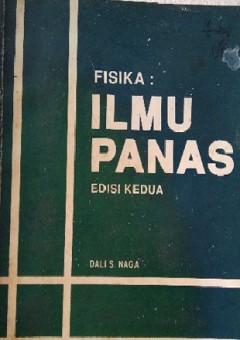 FISIKA :
ILMU
PANAS
EDISI KEDUA
DALI S. NAGA